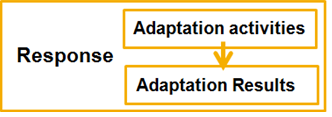 Adaptation activities
Response
Adaptation Results